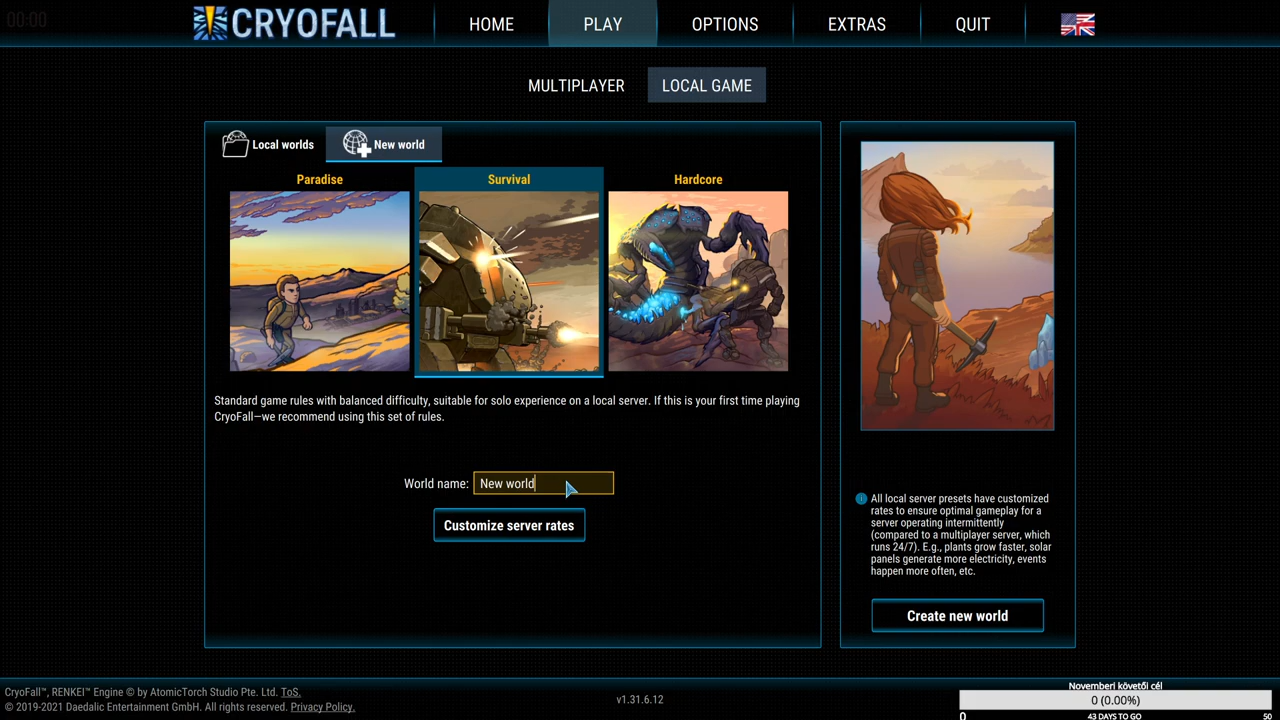 00:00
CRYOFALL
HOME
PLAY
OPTIONS
EXTRAS
QUIT
MULTIPLAYER
LOCAL GAME
Local worlds
New world
Paradise
Survival
Hardcore
Standard game rules with balanced difficulty, suitable for solo experience on a local server. If this is your first time playing
CryoFall—we recommend using this set of rules.
World name:
New world
Customize server rates
All local server presets have customized
rates to ensure optimal gameplay for a
server operating intermittently
(compared to a multiplayer server, which
runs 24/7). E.g., plants grow faster, solar
panels generate more electricity, events
happen more often, etc.
Create new world
CryoFall™, RENKEI™ Engine © by AtomicTorch Studio Pte. Ltd. ToS.
© 2019-2021 Daedalic Entertainment GmbH. All rights reserved. Privacy Policy.
v1.31.6.12
Novemberi követői cél
0 (0.00%)
0
43 DAYS TO GO
50